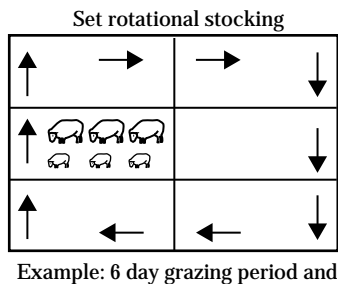 Set rotational stocking
Example: 6 day grazing period and